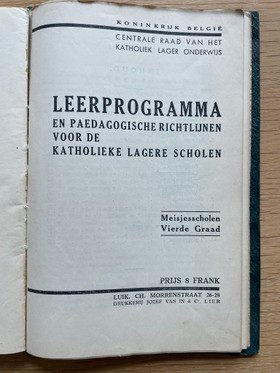 KONINKRIJK BELGIË
CENTRALE RAAD VAN HET
KATHOLIEK LAGER ONDERWIJS
LEERPROGRAMMA
EN PAEDAGOGISCHE RICHTLIJNEN
VOOR DE
KATHOLIEKE LAGERE SCHOLEN
Meisjesscholen
Vierde Graad
PRIJS 8 FRANK
LUIK, CH. MORRENSTRAAT 26-28
DRUKKERIJ JOZEF VAN IN & C°, LIER